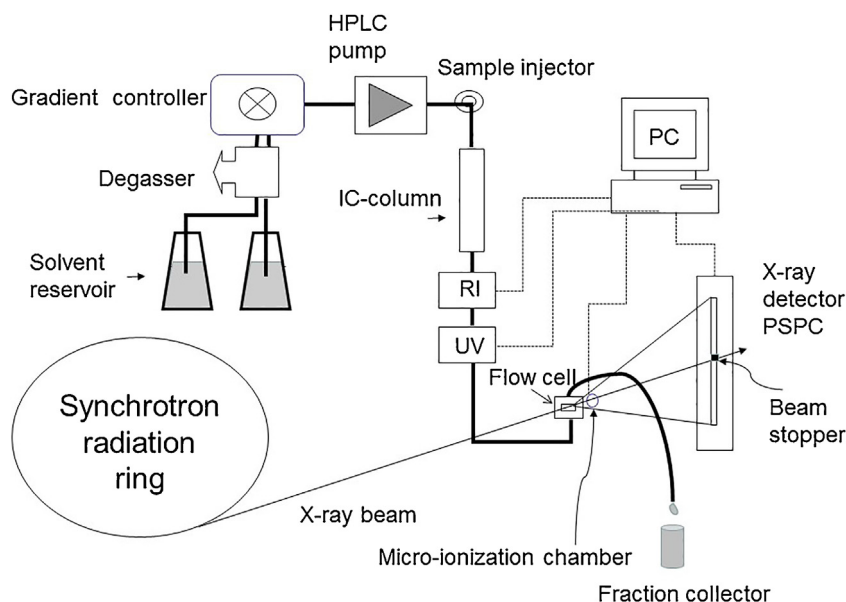 HPLC
pump
Sample injector
Gradient controller
PC
Degasser
IC-column
Solvent
reservoir
RI
X-ray
detector
PSPC
UV
Flow cell
Synchrotron
radiation
ring
Beam
stopper
X-ray beam
Micro-ionization chamber
Fraction collector